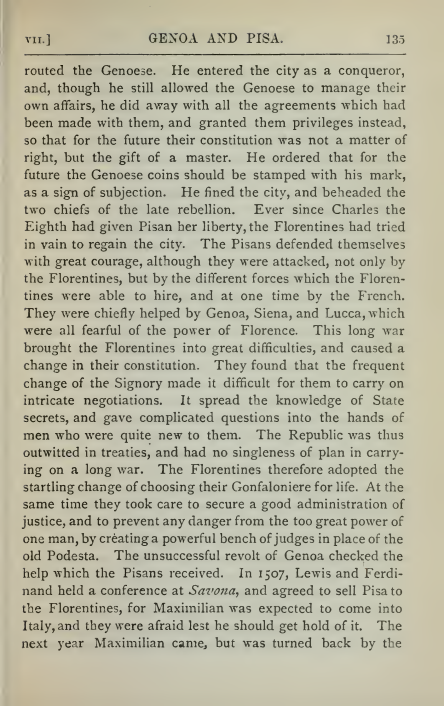 VII.] GENOA AND PISA. 135
routed the Genoese. He entered the city as a conqueror,
and, though he still allowed the Genoese to manage their
own affairs, he did away with all the agreements which had
been made with them, and granted them privileges instead,
so that for the future their constitution was not a matter of
right, but the gift of a master. He ordered that for the
future the Genoese coins should be stamped with his mark,
as a sign of subjection. He fined the city, and beheaded the
two chiefs of the late rebellion. Ever since Charles the
Eighth had given Pisan her liberty, the Florentines had tried
in vain to regain the city. The Pisans defended themselves
with great courage, although they were attacked, not only by
the Florentines, but by the different forces which the Floren-
tines were able to hire, and at one time by the French.
They were chiefly helped by Genoa, Siena, and Lucca, which
were all fearful of the power of Florence. This long war
brought the Florentines into great difficulties, and caused a
change in their constitution. They found that the frequent
change of the Signory made it difficult for them to carry on
intricate negotiations. It spread the knowledge of State
secrets, and gave complicated questions into the hands of
men who were quite new to them. The Republic was thus
outwitted in treaties, and had no singleness of plan in carry-
ing on a long war. The Florentines therefore adopted the
startling change of choosing their Gonfaloniere for life. At the
same time they took care to secure a good administration of
justice, and to prevent any danger from the too great power of
one man, by creating a powerful bench of judges in place of the
old Podesta. The unsuccessful revolt of Genoa checked the
help which the Pisans received. In 1507, Lewis and Ferdi-
nand held a conference at Savona, and agreed to sell Pisa to
the Florentines, for Maximilian was expected to come into
Italy, and they were afraid lest he should get hold of it. The
next year Maximilian came, but was turned back by the